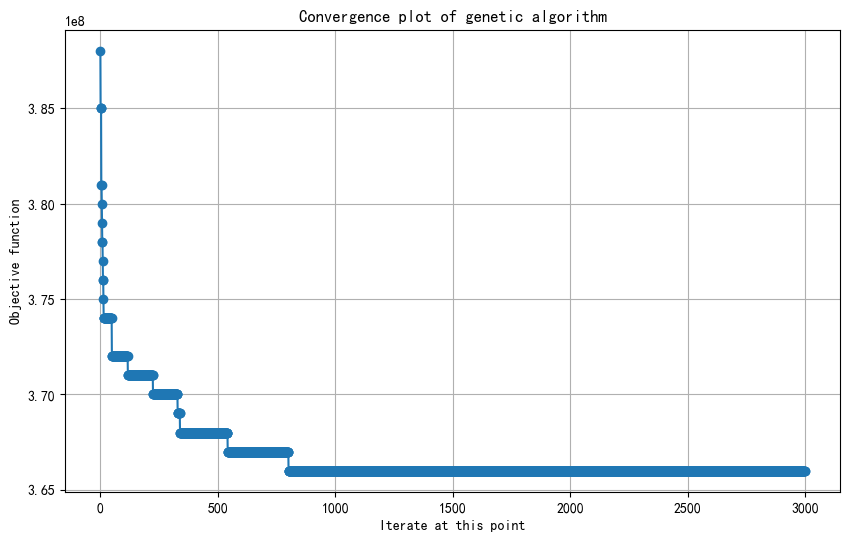 Convergence plot of genetic algorithm
1e8
3.85
3.80
3.75
3.70
3.65
Objective function
0 500 1000 1500 2000 2500 3000
Iterate at this point